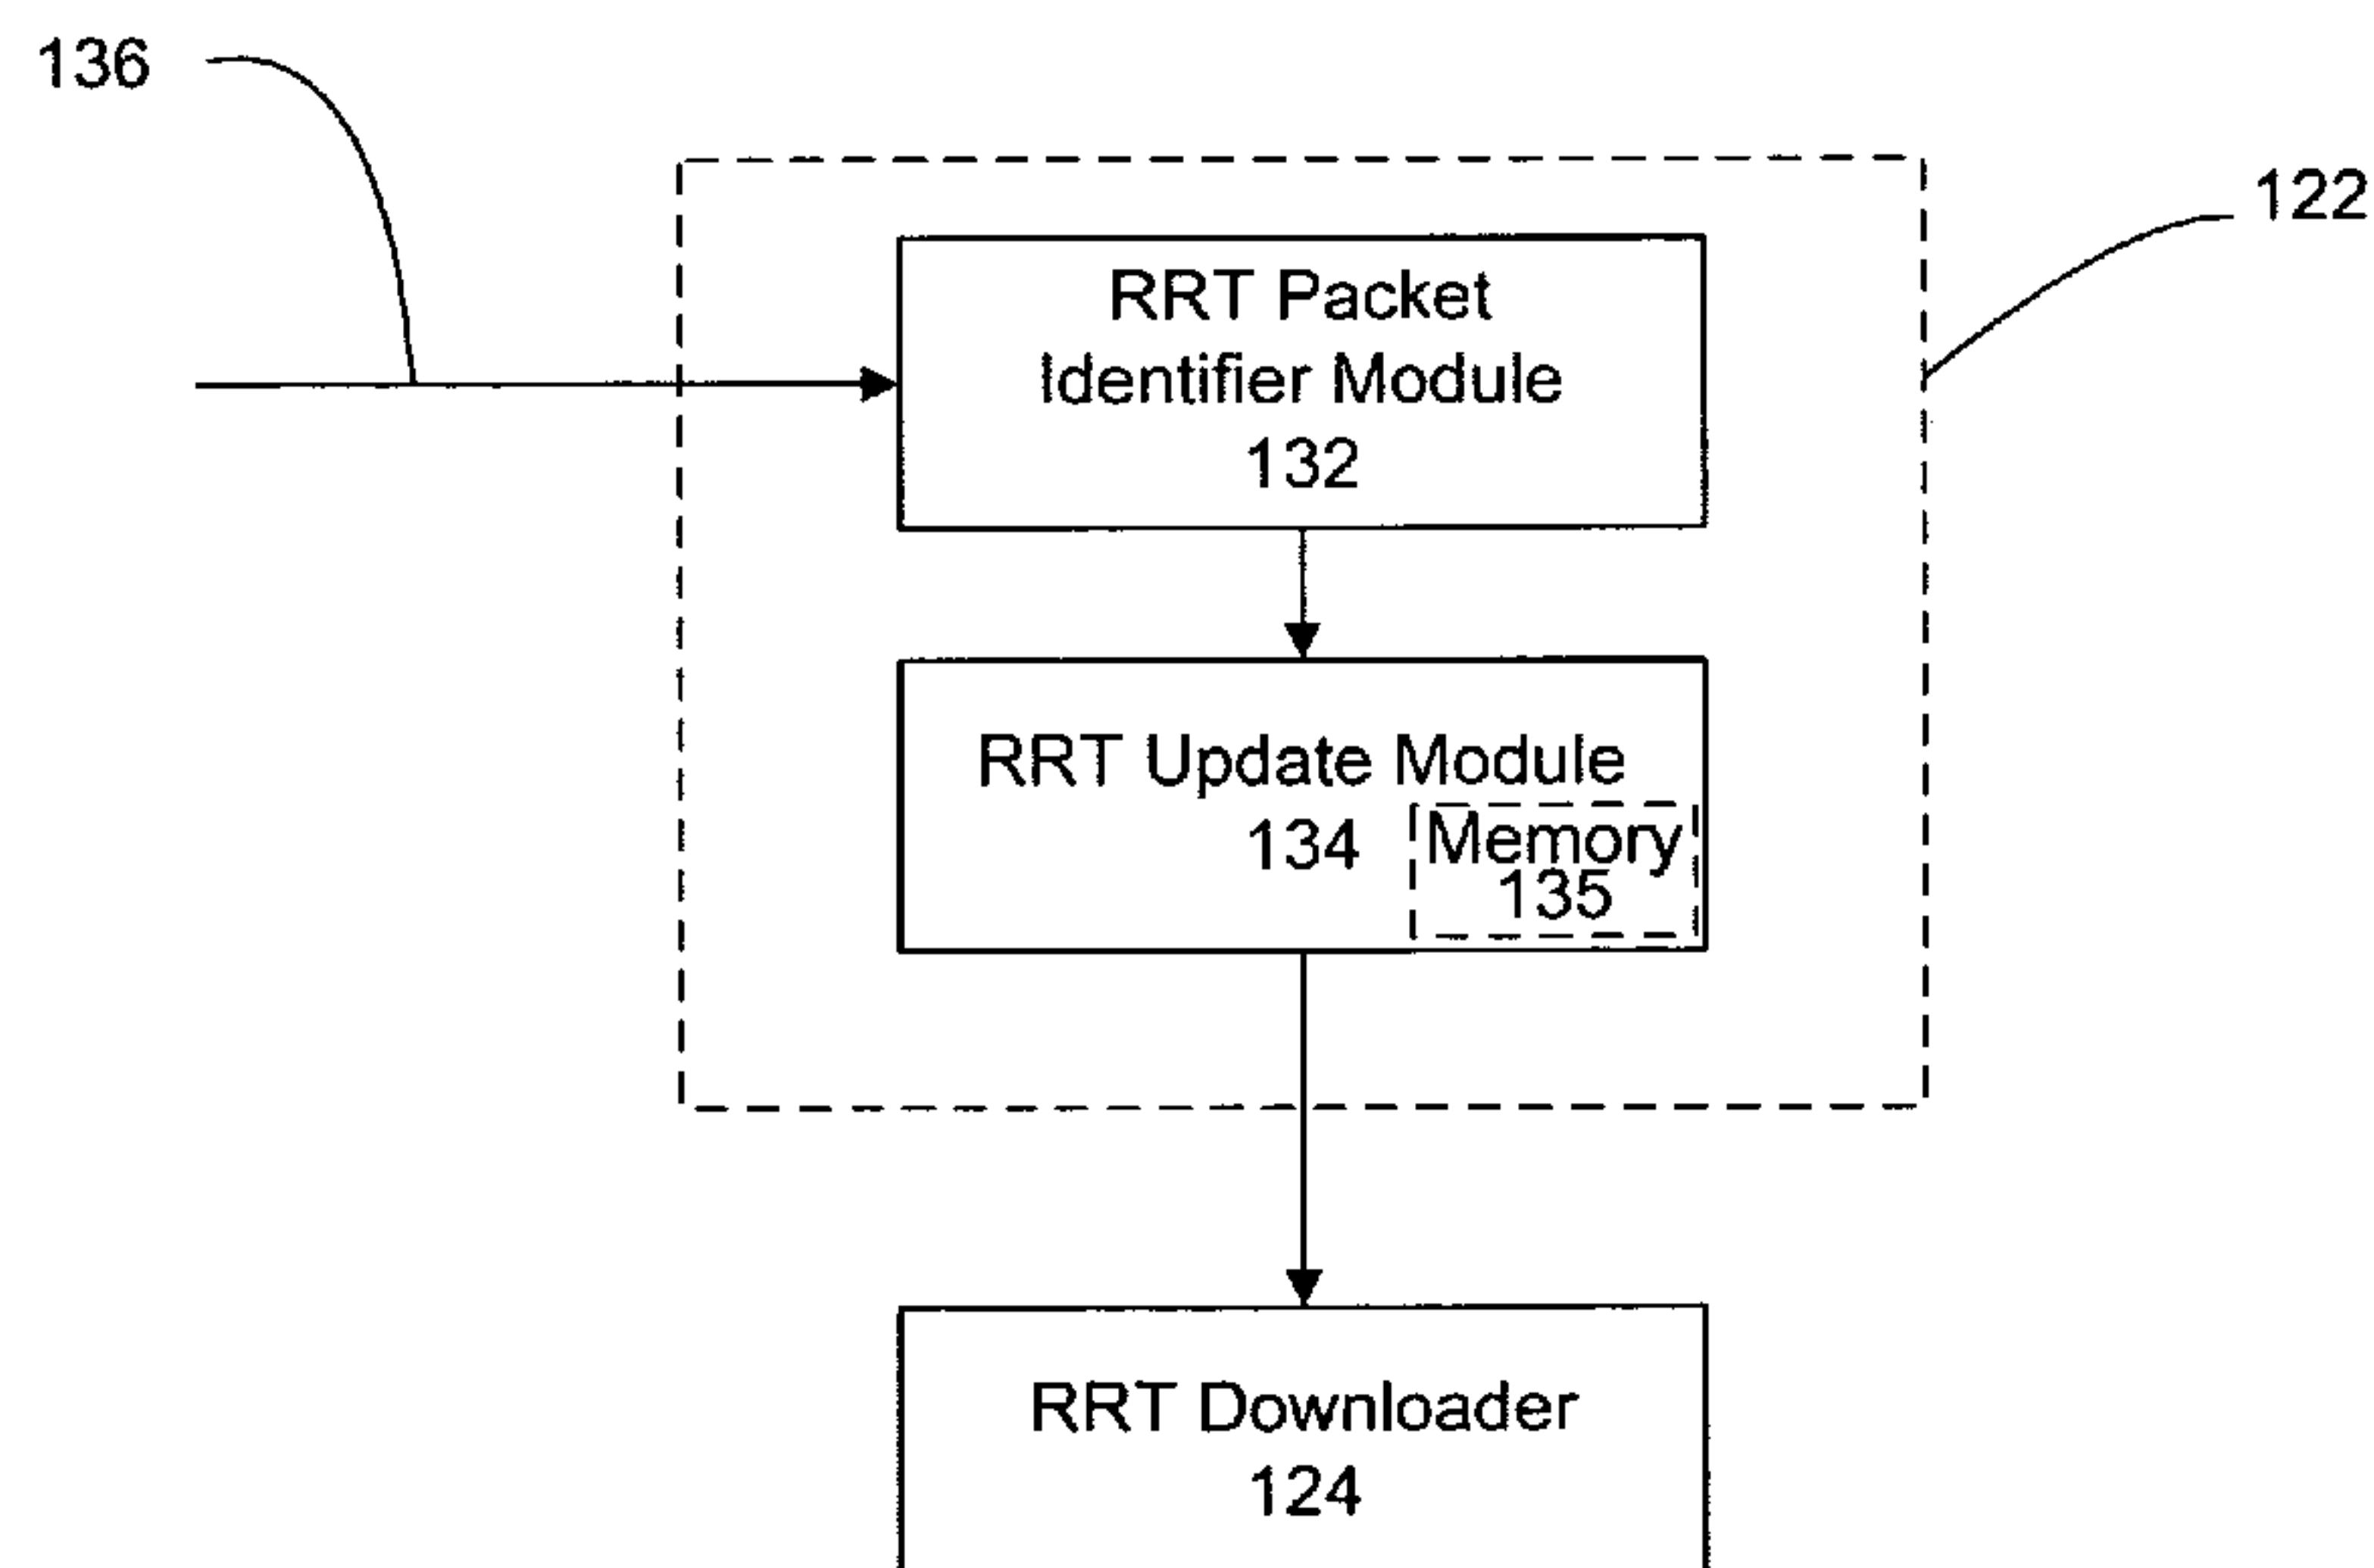 136
122
RRT Packet
Identifier Module
132
RRT Update Module
134
Memory
135
RRT Downloader
124